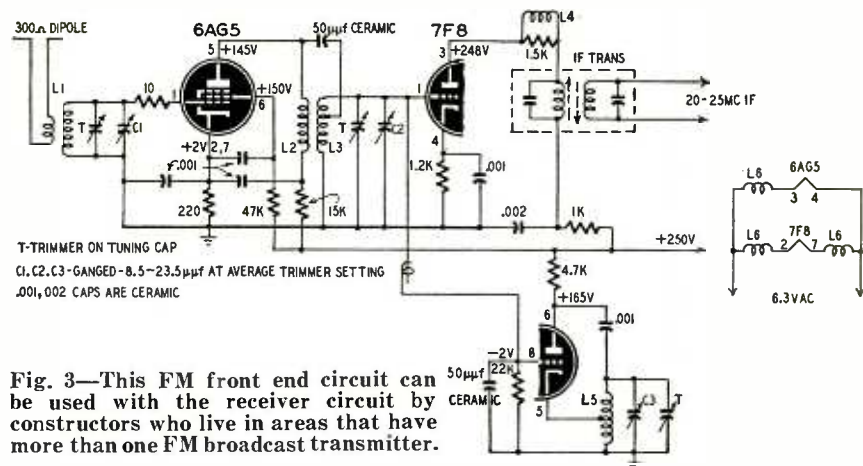 300Ω DIPOLE
L1
T
C1
10
6AG5
5
+145V
1
+150V
6
+2V
2,7
.001
220
47K
15K
50μμf CERAMIC
L2
L3
T
C2
7F8
3
+248V
1
4
1.2K
.001
L4
1.5K
IF TRANS
20-25MC IF
.002
1K
+250V
4.7K
+165V
6
.001
-2V
8
22K
50μμf
CERAMIC
5
L5
C3
T
L6
6AG5
3 4
L6
7F8
2 7
L6
6.3VAC
T-TRIMMER ON TUNING CAP
C1,C2,C3-GANGED-8.5~23.5μμf AT AVERAGE TRIMMER SETTING
.001,002 CAPS ARE CERAMIC
Fig. 3—This FM front end circuit can
be used with the receiver circuit by
constructors who live in areas that have
more than one FM broadcast transmitter.